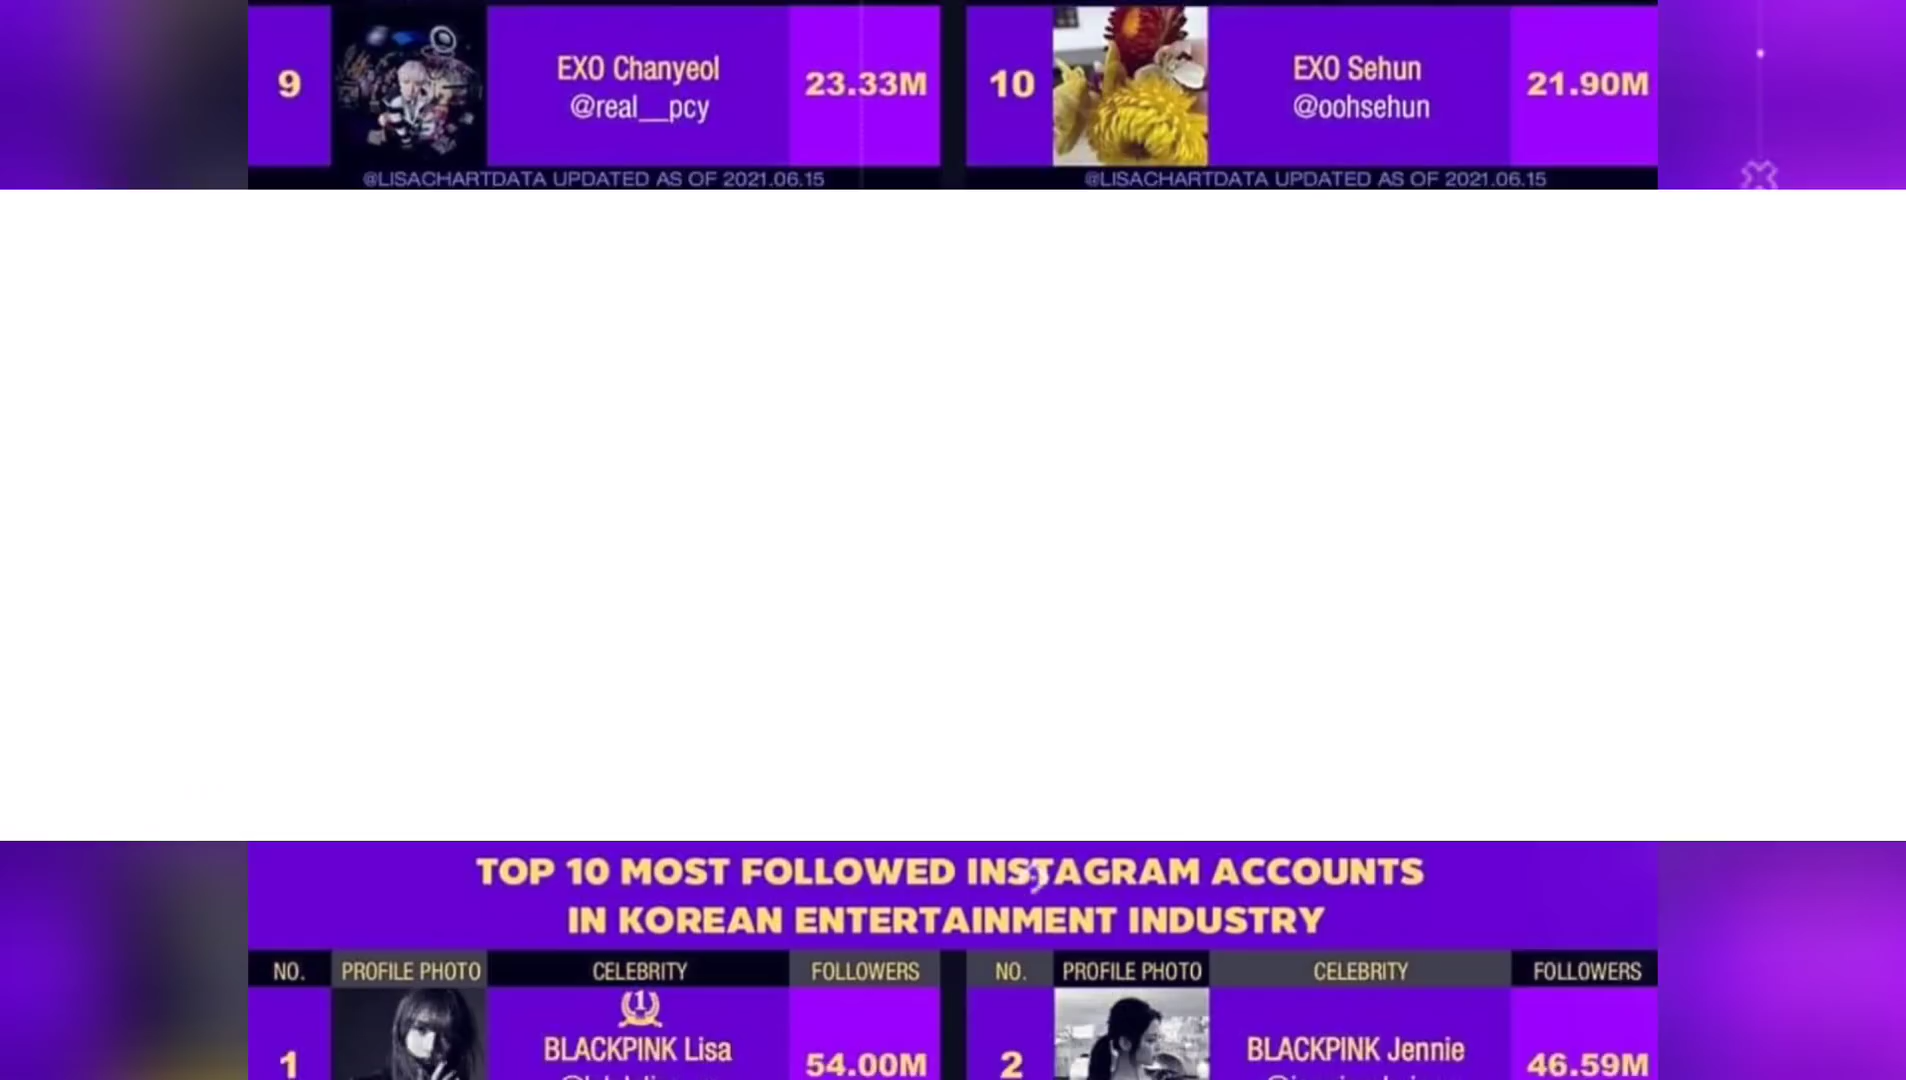 9
EXO Chanyeol
@real__pcy
23.33M
10
EXO Sehun
@oohsehun
21.90M
@LISACHARTDATA UPDATED AS OF 2021.06.15
@LISACHARTDATA UPDATED AS OF 2021.06.15
TOP 10 MOST FOLLOWED INSTAGRAM ACCOUNTS
IN KOREAN ENTERTAINMENT INDUSTRY
NO. PROFILE PHOTO CELEBRITY FOLLOWERS
NO. PROFILE PHOTO CELEBRITY FOLLOWERS
1
1
BLACKPINK Lisa
54.00M
2
BLACKPINK Jennie
46.59M